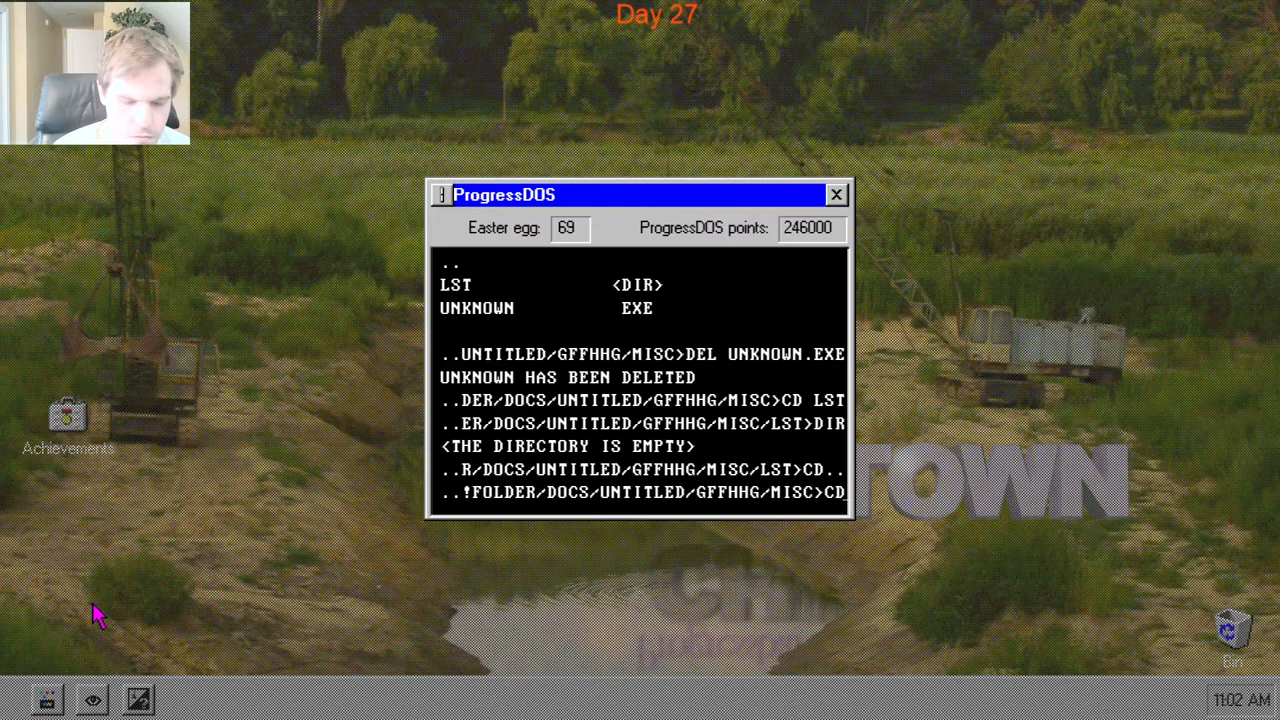 Day 27
ProgressDOS
Easter egg: 69 ProgressDOS points: 246000
..
LST <DIR>
UNKNOWN EXE
..UNTITLED/GFFHHG/MISC>DEL UNKNOWN.EXE
UNKNOWN HAS BEEN DELETED
..DER/DOCS/UNTITLED/GFFHHG/MISC>CD LST
..ER/DOCS/UNTITLED/GFFHHG/MISC/LST>DIR
<THE DIRECTORY IS EMPTY>
..R/DOCS/UNTITLED/GFFHHG/MISC/LST>CD..
..!FOLDER/DOCS/UNTITLED/GFFHHG/MISC>CD_
Achievements
TOWN
Bin
11:02 AM